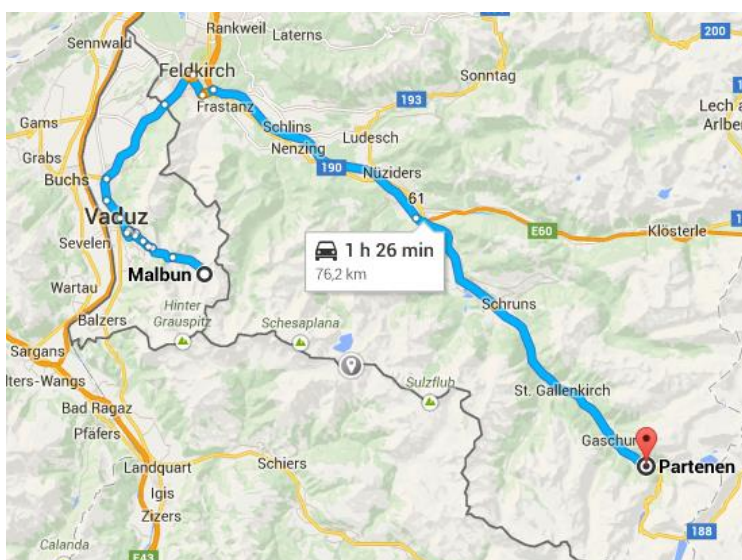 Rankweil
Laterns
Sennwald
200
Feldkirch
Sonntag
Frastanz
193
Lech a
Arlber
Gams
Schlins
Ludesch
Nenzing
Grabs
190
Nüziders
Buchs
61
Vaduz
E60
Klösterle
Sevelen
1 h 26 min
76,2 km
Malbun
Wartau
Hinter
Grauspitz
Schesaplana
Schruns
Balzers
Sargans
Sulzfluh
St. Gallenkirch
lters-Wangs
Bad Ragaz
Gaschur
Pfäfers
Partenen
Landquart
Schiers
Igis
Zizers
188
Calanda
E43